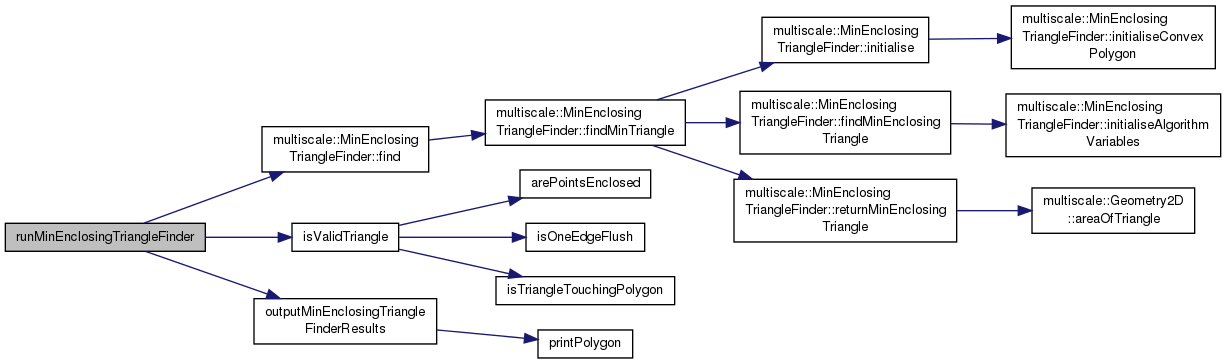 runMinEnclosingTriangleFinder
multiscale::MinEnclosing
TriangleFinder::find
isValidTriangle
outputMinEnclosingTriangle
FinderResults
multiscale::MinEnclosing
TriangleFinder::findMinTriangle
arePointsEnclosed
isOneEdgeFlush
isTriangleTouchingPolygon
printPolygon
multiscale::MinEnclosing
TriangleFinder::initialise
multiscale::MinEnclosing
TriangleFinder::findMinEnclosing
Triangle
multiscale::MinEnclosing
TriangleFinder::returnMinEnclosing
Triangle
multiscale::MinEnclosing
TriangleFinder::initialiseConvex
Polygon
multiscale::MinEnclosing
TriangleFinder::initialiseAlgorithm
Variables
multiscale::Geometry2D
::areaOfTriangle